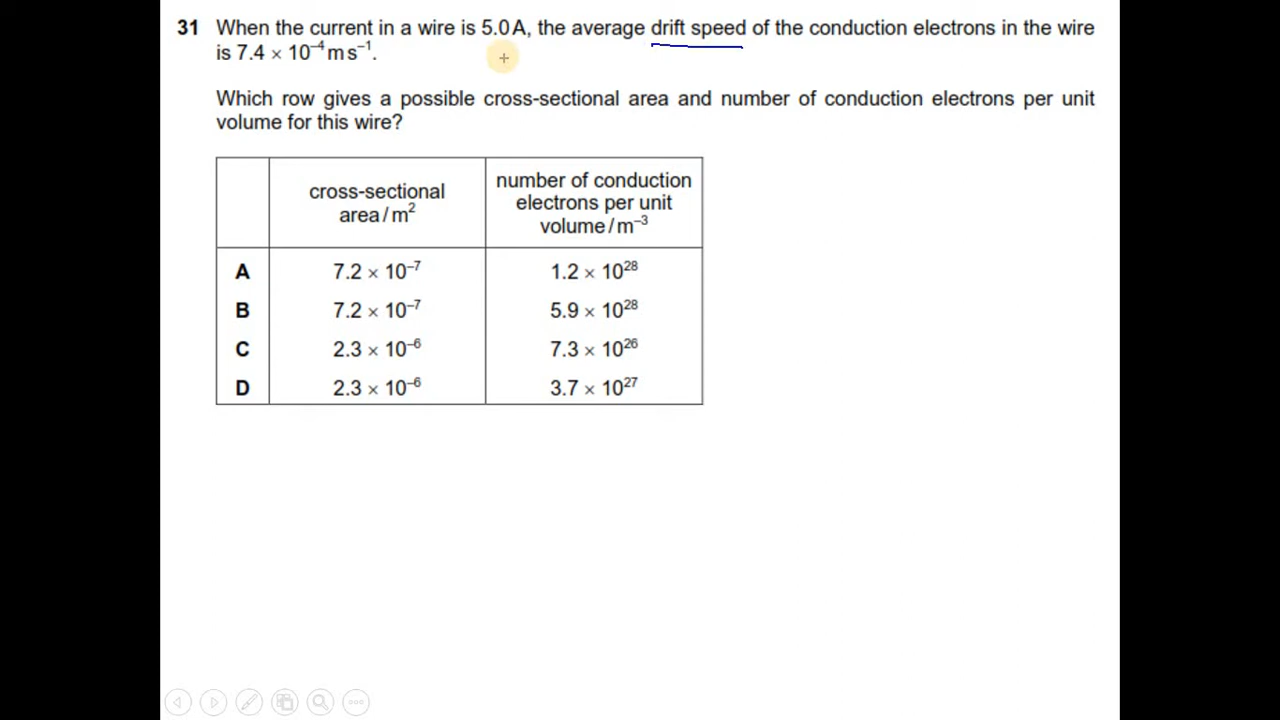 31 When the current in a wire is 5.0 A, the average drift speed of the conduction electrons in the wire
is 7.4 × 10⁻⁴ m s⁻¹.
Which row gives a possible cross-sectional area and number of conduction electrons per unit
volume for this wire?
cross-sectional area / m² number of conduction electrons per unit volume / m⁻³
A 7.2 × 10⁻⁷ 1.2 × 10²⁸
B 7.2 × 10⁻⁷ 5.9 × 10²⁸
C 2.3 × 10⁻⁶ 7.3 × 10²⁶
D 2.3 × 10⁻⁶ 3.7 × 10²⁷